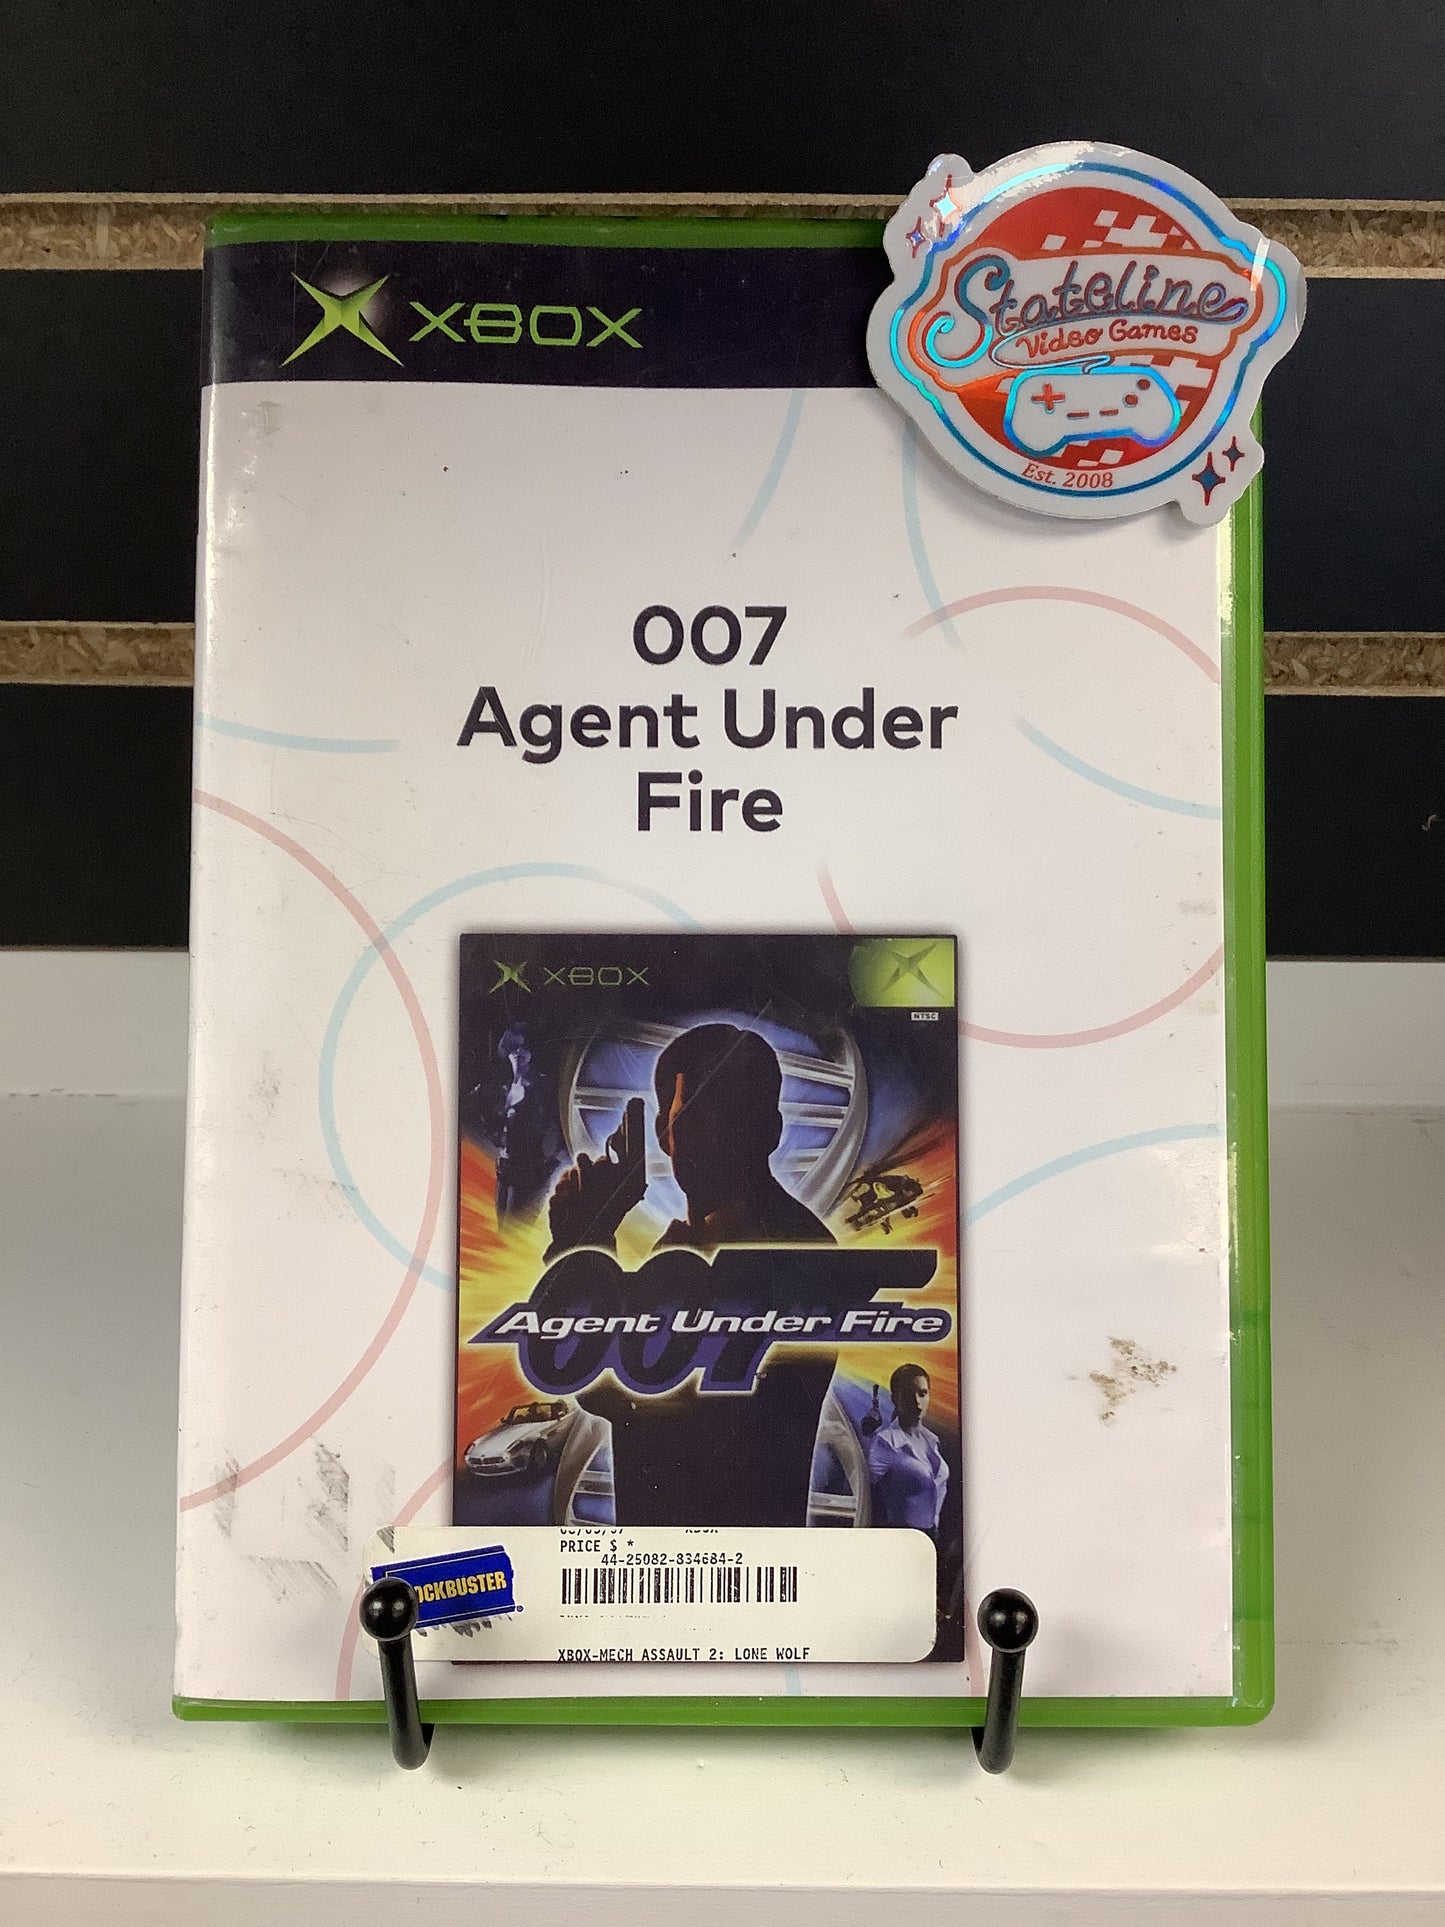 XBOX
Stateline
Video Games
Est. 2008
007
Agent Under
Fire
XBOX
NTSC
007
Agent Under Fire
XBOX
PRICE $ *
44-25082-834684-2
XBOX-MECH ASSAULT 2: LONE WOLF